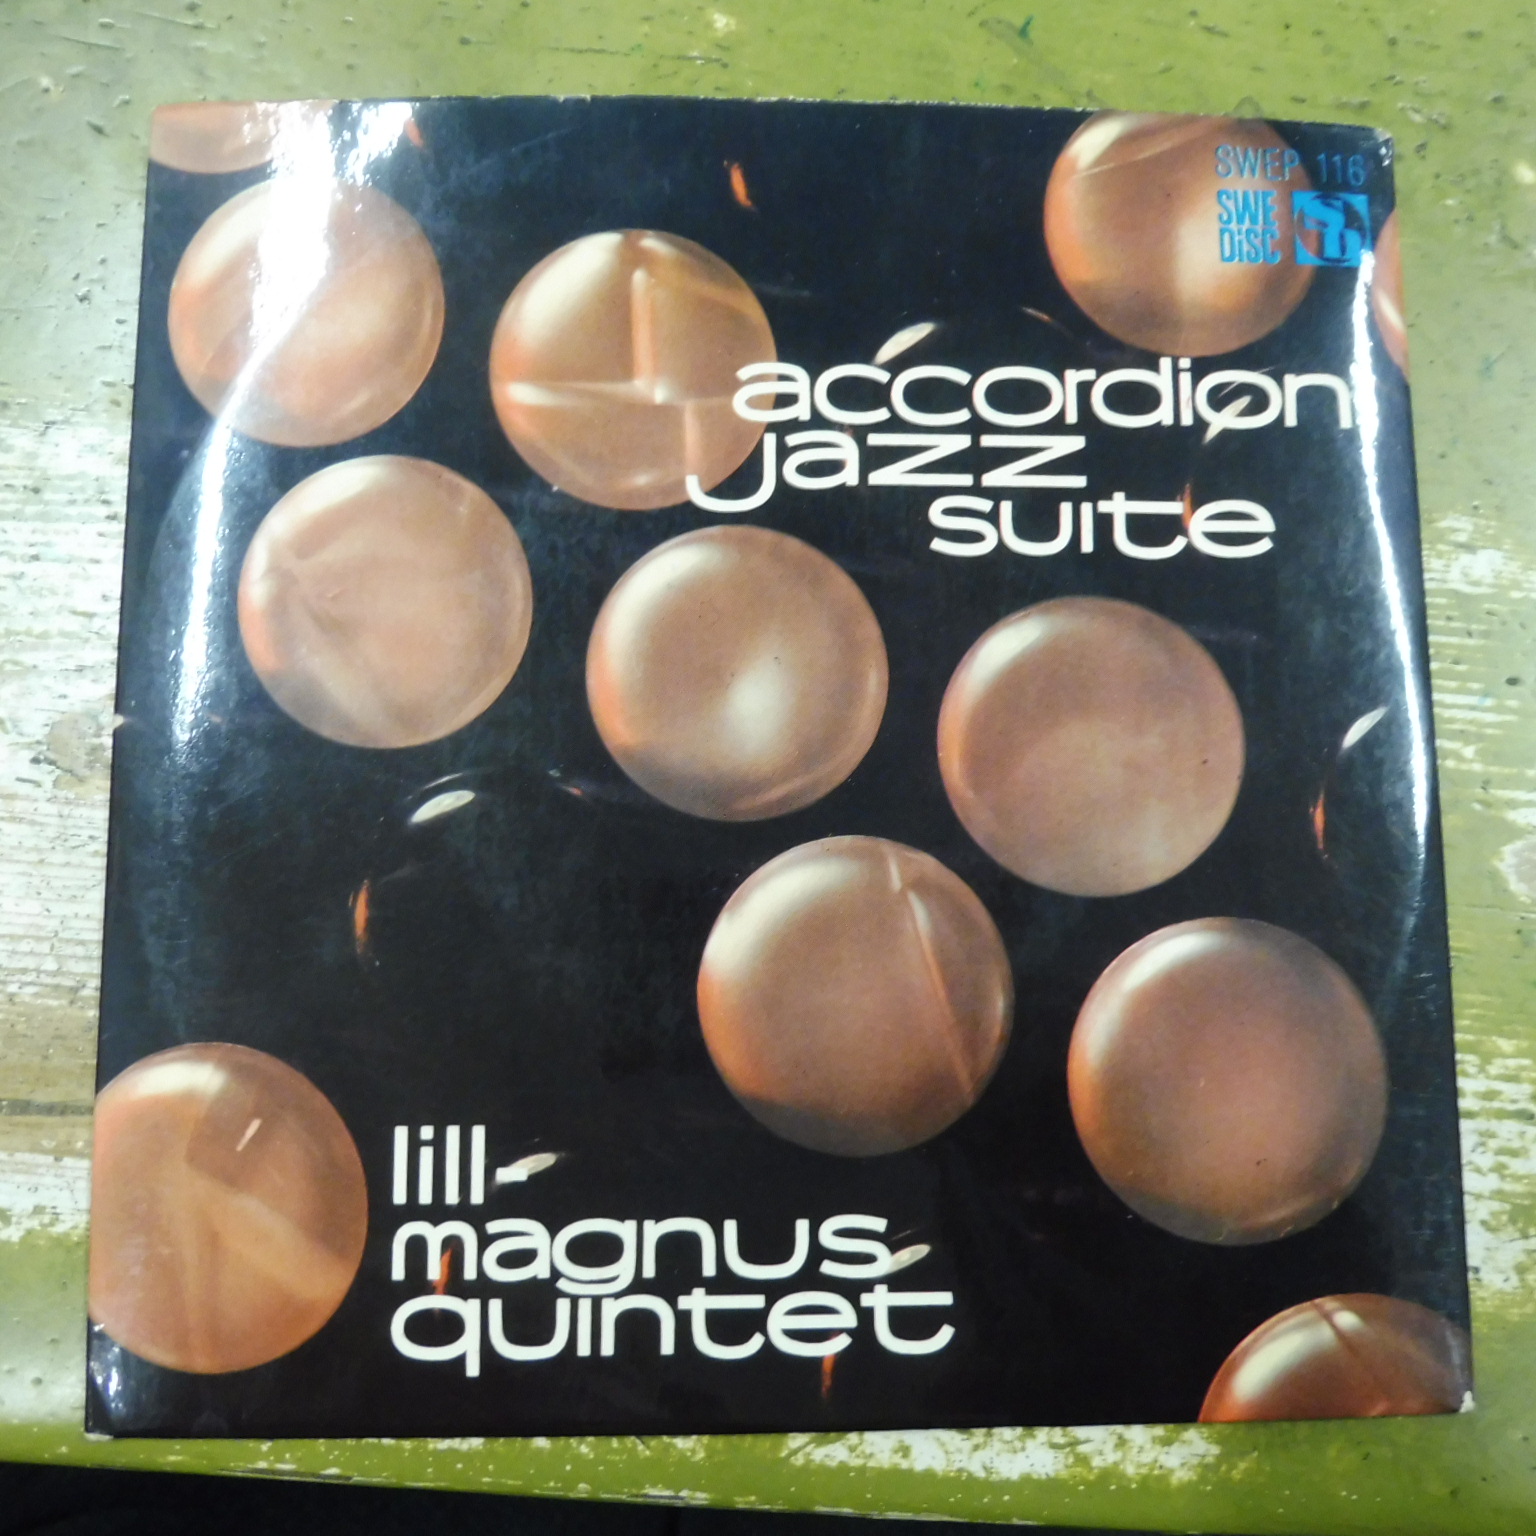 SWEP 116
SWE
DISC
accordion
jazz
suite
lill-
magnus
quintet